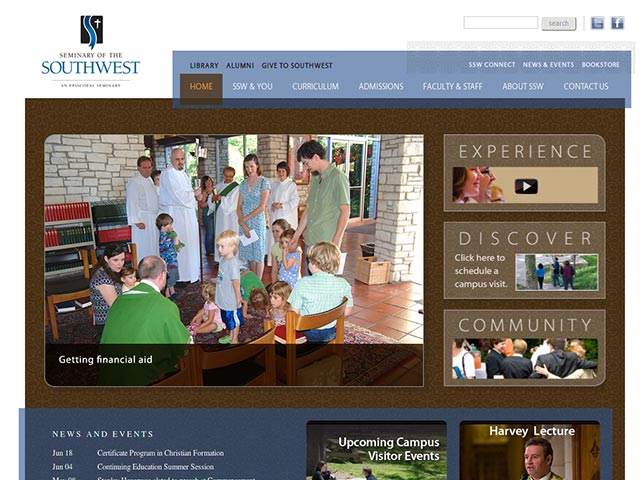 search
SEMINARY OF THE
SOUTHWEST
AN EPISCOPAL SEMINARY
LIBRARY ALUMNI GIVE TO SOUTHWEST
SSW CONNECT NEWS & EVENTS BOOKSTORE
HOME SSW & YOU CURRICULUM ADMISSIONS FACULTY & STAFF ABOUT SSW CONTACT US
EXPERIENCE
DISCOVER
Click here to
schedule a
campus visit.
COMMUNITY
Getting financial aid
NEWS AND EVENTS
Jun 18 Certificate Program in Christian Formation
Jun 04 Continuing Education Summer Session
Upcoming Campus
Visitor Events
Harvey Lecture